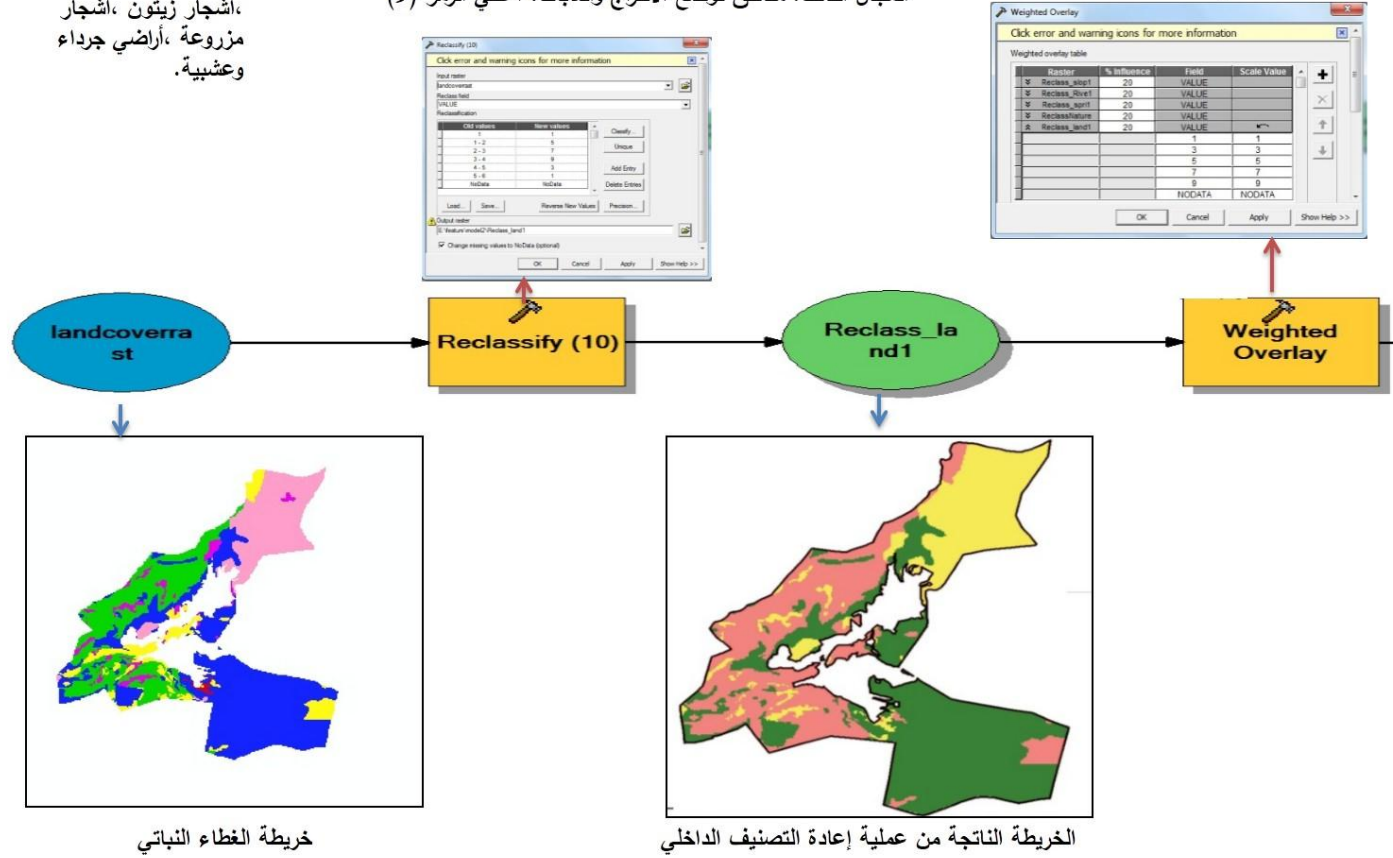 ،أشجار زيتون ،أشجار
مزروعة ،أراضي جرداء
وعشبية.
Reclassify (10)
Click error and warning icons for more information
Input raster
landcoverrast
Reclass field
VALUE
Reclassification
Old values New values
1 1
1 - 2 5
2 - 3 7
3 - 4 9
4 - 5 3
5 - 6 1
NoData NoData
Classify...
Unique
Add Entry
Delete Entries
Load... Save... Reverse New Values Precision...
Output raster
E:\feature\model2\Reclass_land1
Change missing values to NoData (optional)
OK Cancel Apply Show Help >>
Weighted Overlay
Click error and warning icons for more information
Weighted overlay table
Raster % Influence Field Scale Value
Reclass_slop1 20 VALUE
Reclass_Rive1 20 VALUE
Reclass_spri1 20 VALUE
ReclassNature 20 VALUE
Reclass_land1 20 VALUE
1 1
3 3
5 5
7 7
9 9
NODATA NODATA
OK Cancel Apply Show Help >>
landcoverra
st
Reclassify (10)
Reclass_la
nd1
Weighted
Overlay
خريطة الغطاء النباتي
الخريطة الناتجة من عملية إعادة التصنيف الداخلي